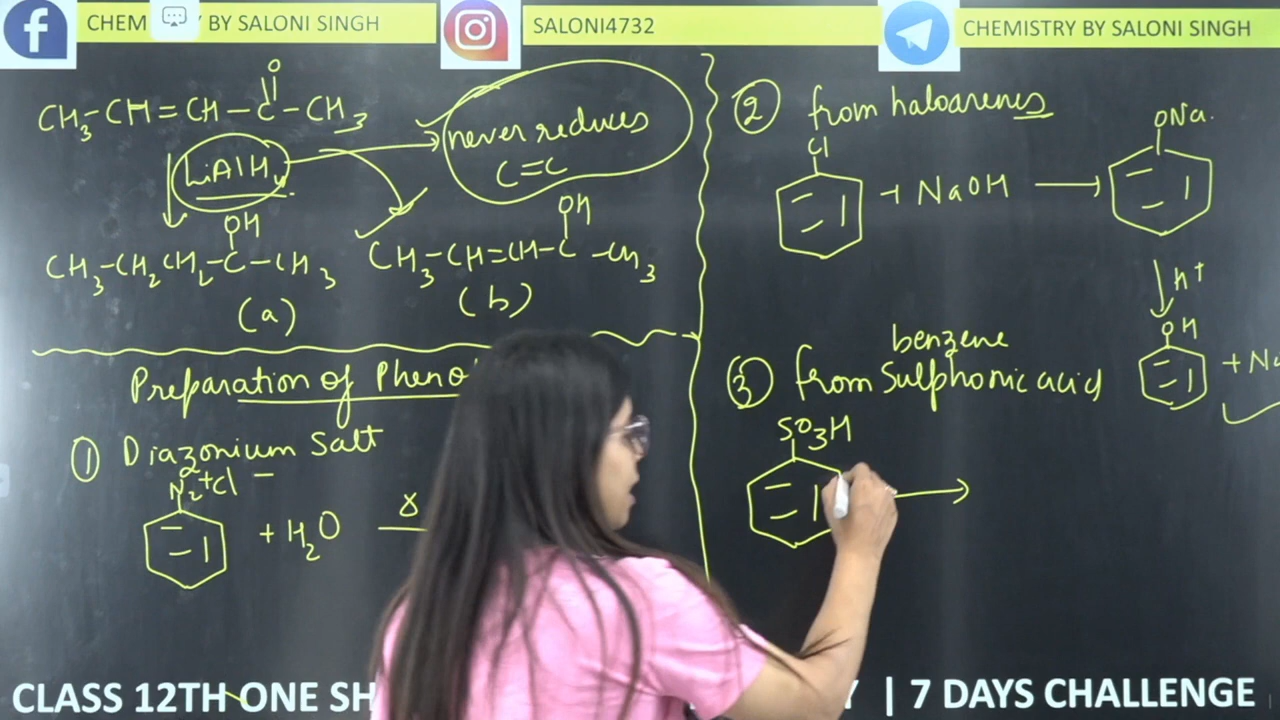 CHEM BY SALONI SINGH
SALONI4732
CHEMISTRY BY SALONI SINGH
O
CH3-CH=CH-C-CH3
LiAlH4
never reduces
C=C
OH
CH3-CH2CH2-C-CH3
(a)
OH
CH3-CH=CH-C-CH3
(b)
Preparation of Pheno
① Diazonium Salt
N2+Cl-
+ H2O
② from haloarenes
Cl
+ NaOH
ONa
H+
OH
+ Na
③ from benzene Sulphonic acid
SO3H
CLASS 12TH ONE SH
Y | 7 DAYS CHALLENGE